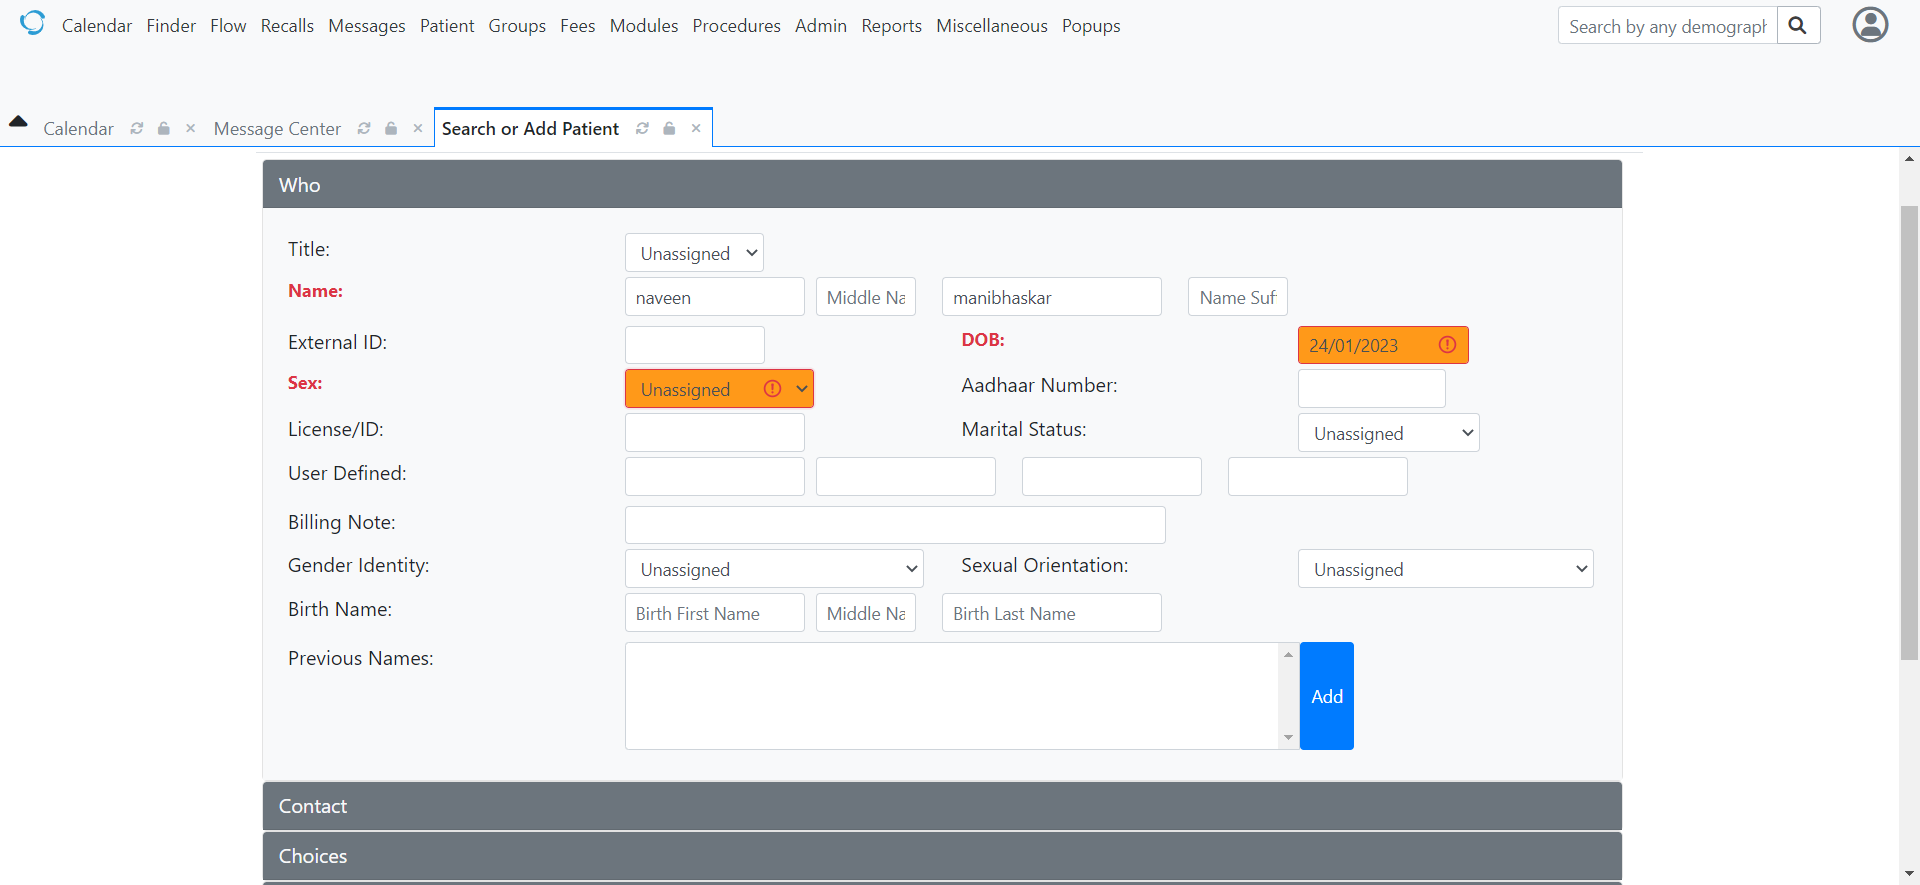 Calendar Finder Flow Recalls Messages Patient Groups Fees Modules Procedures Admin Reports Miscellaneous Popups Search by any demograph
Calendar Message Center Search or Add Patient
Who
Title: Unassigned
Name: naveen Middle Na manibhaskar Name Suf
External ID: DOB: 24/01/2023
Sex: Unassigned Aadhaar Number:
License/ID: Marital Status: Unassigned
User Defined:
Billing Note:
Gender Identity: Unassigned Sexual Orientation: Unassigned
Birth Name: Birth First Name Middle Na Birth Last Name
Previous Names: Add
Contact
Choices